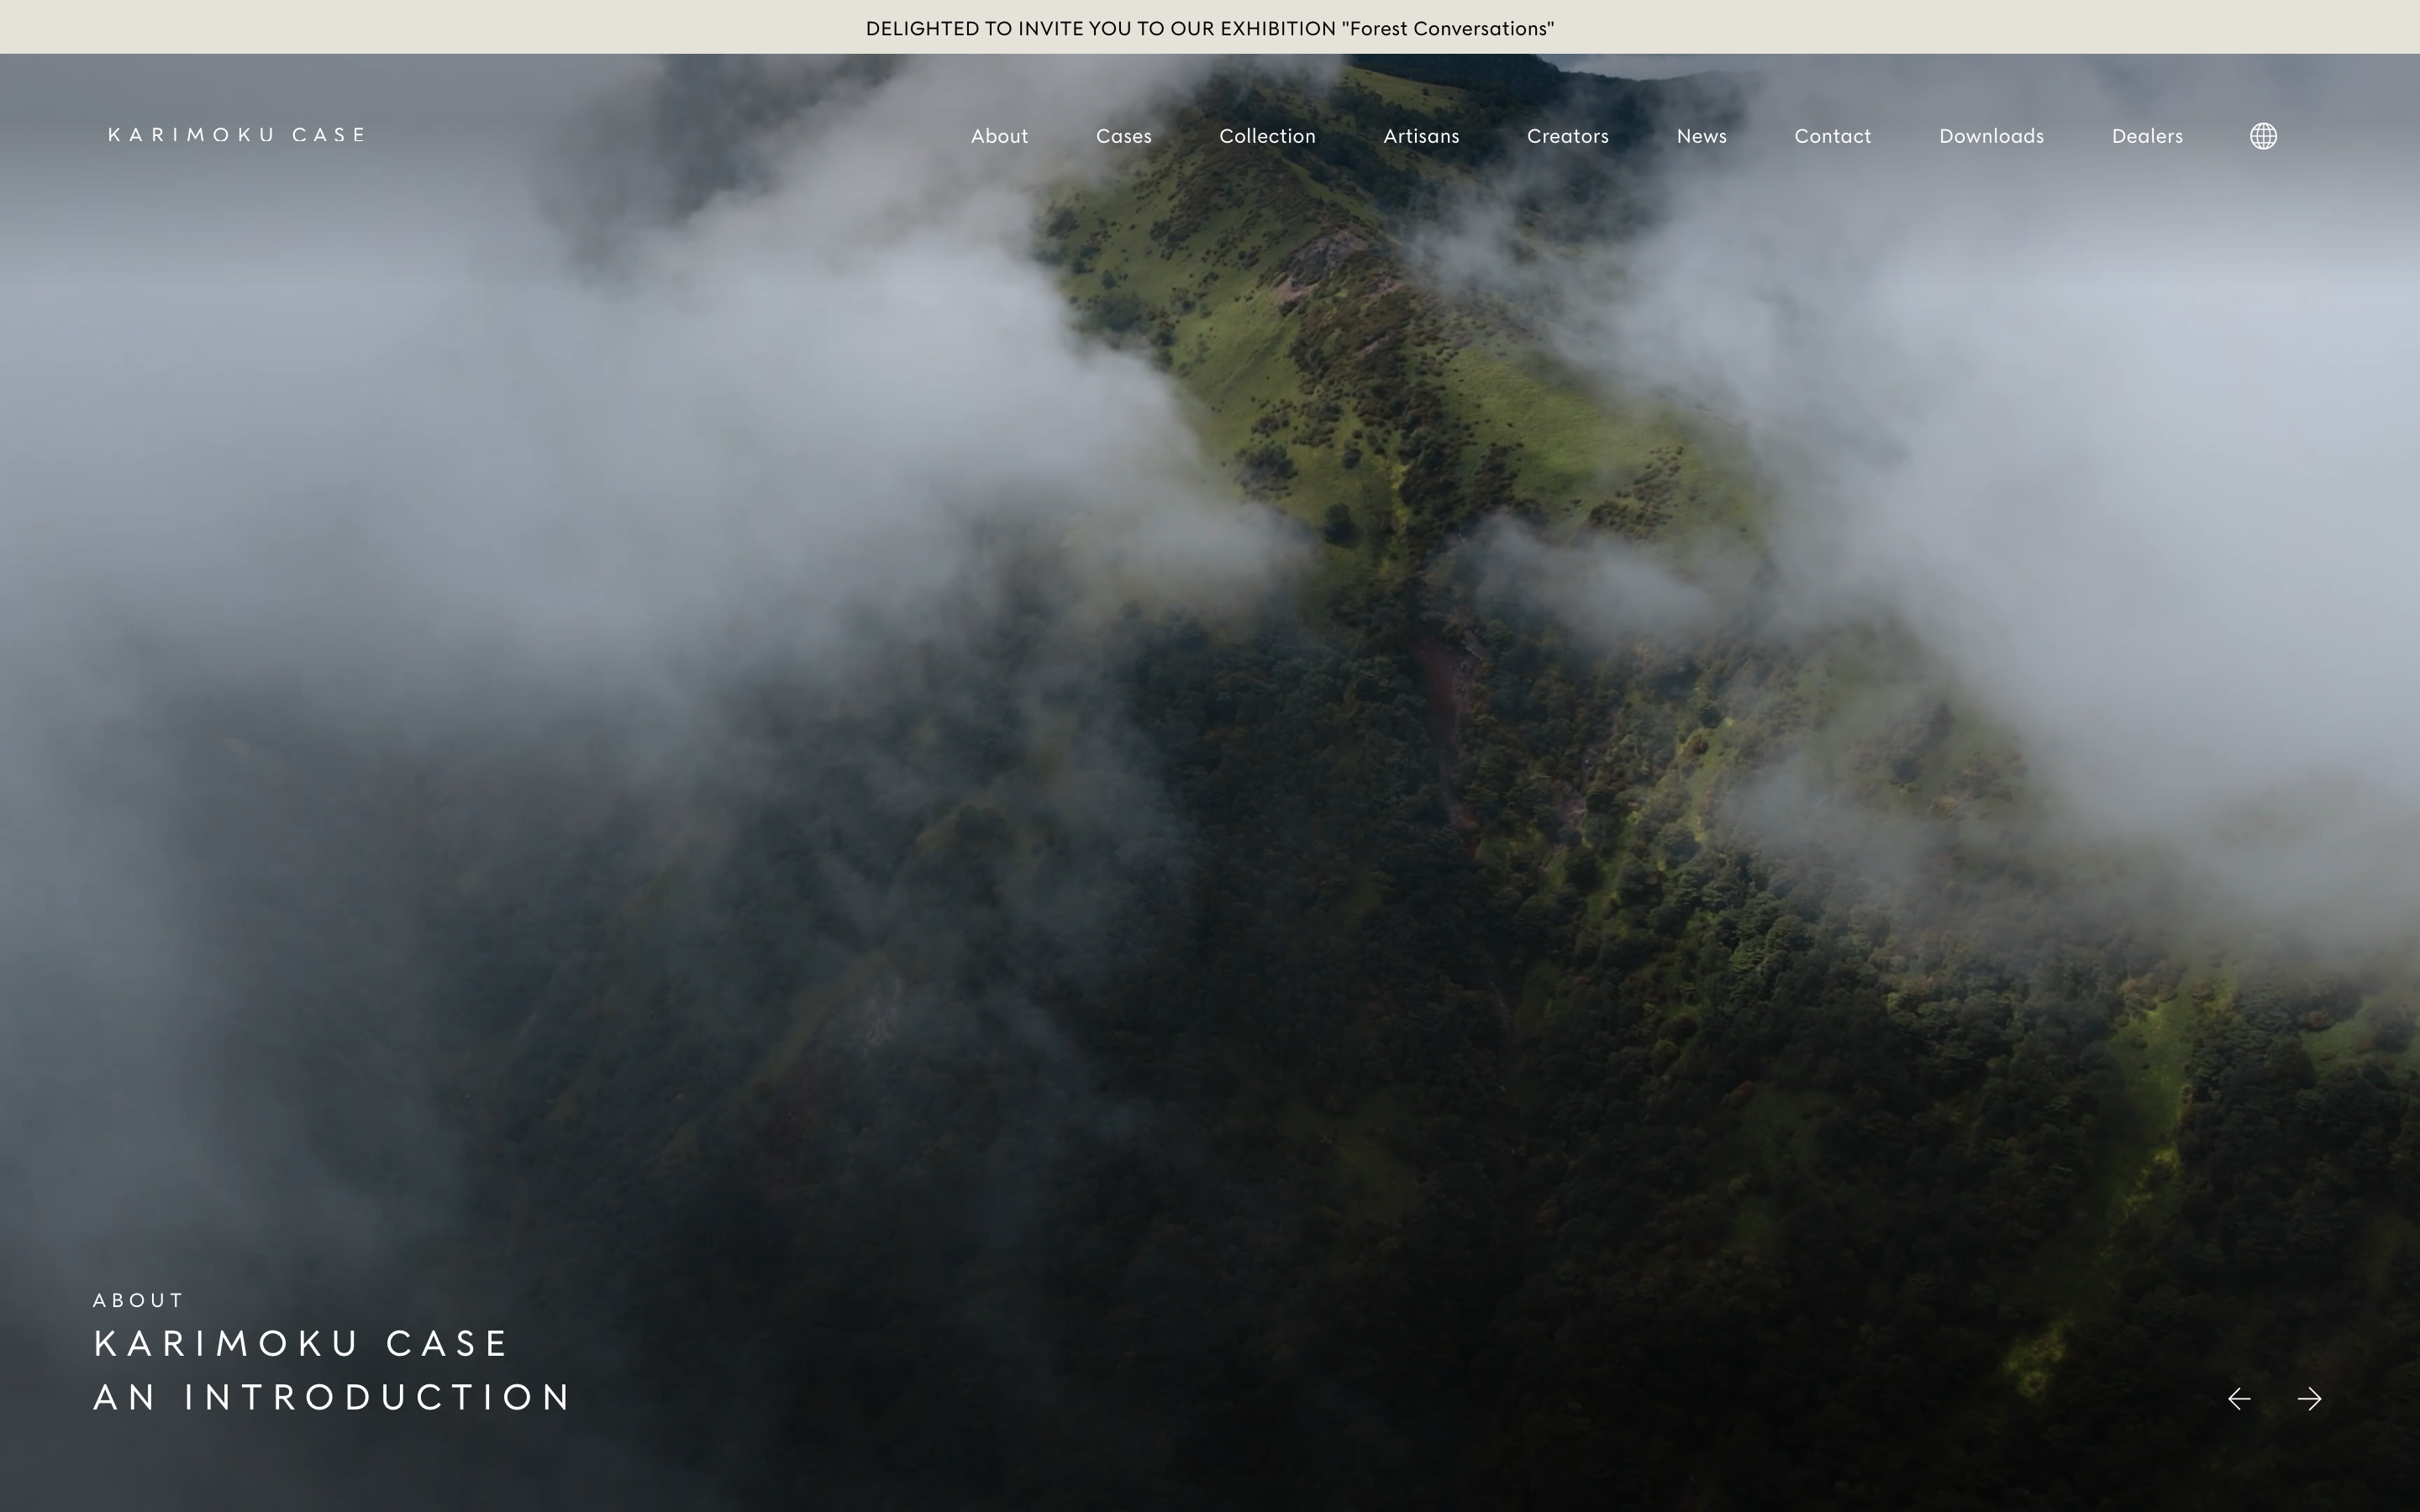 DELIGHTED TO INVITE YOU TO OUR EXHIBITION "Forest Conversations"
KARIMOKU CASE
About Cases Collection Artisans Creators News Contact Downloads Dealers
ABOUT
KARIMOKU CASE
AN INTRODUCTION